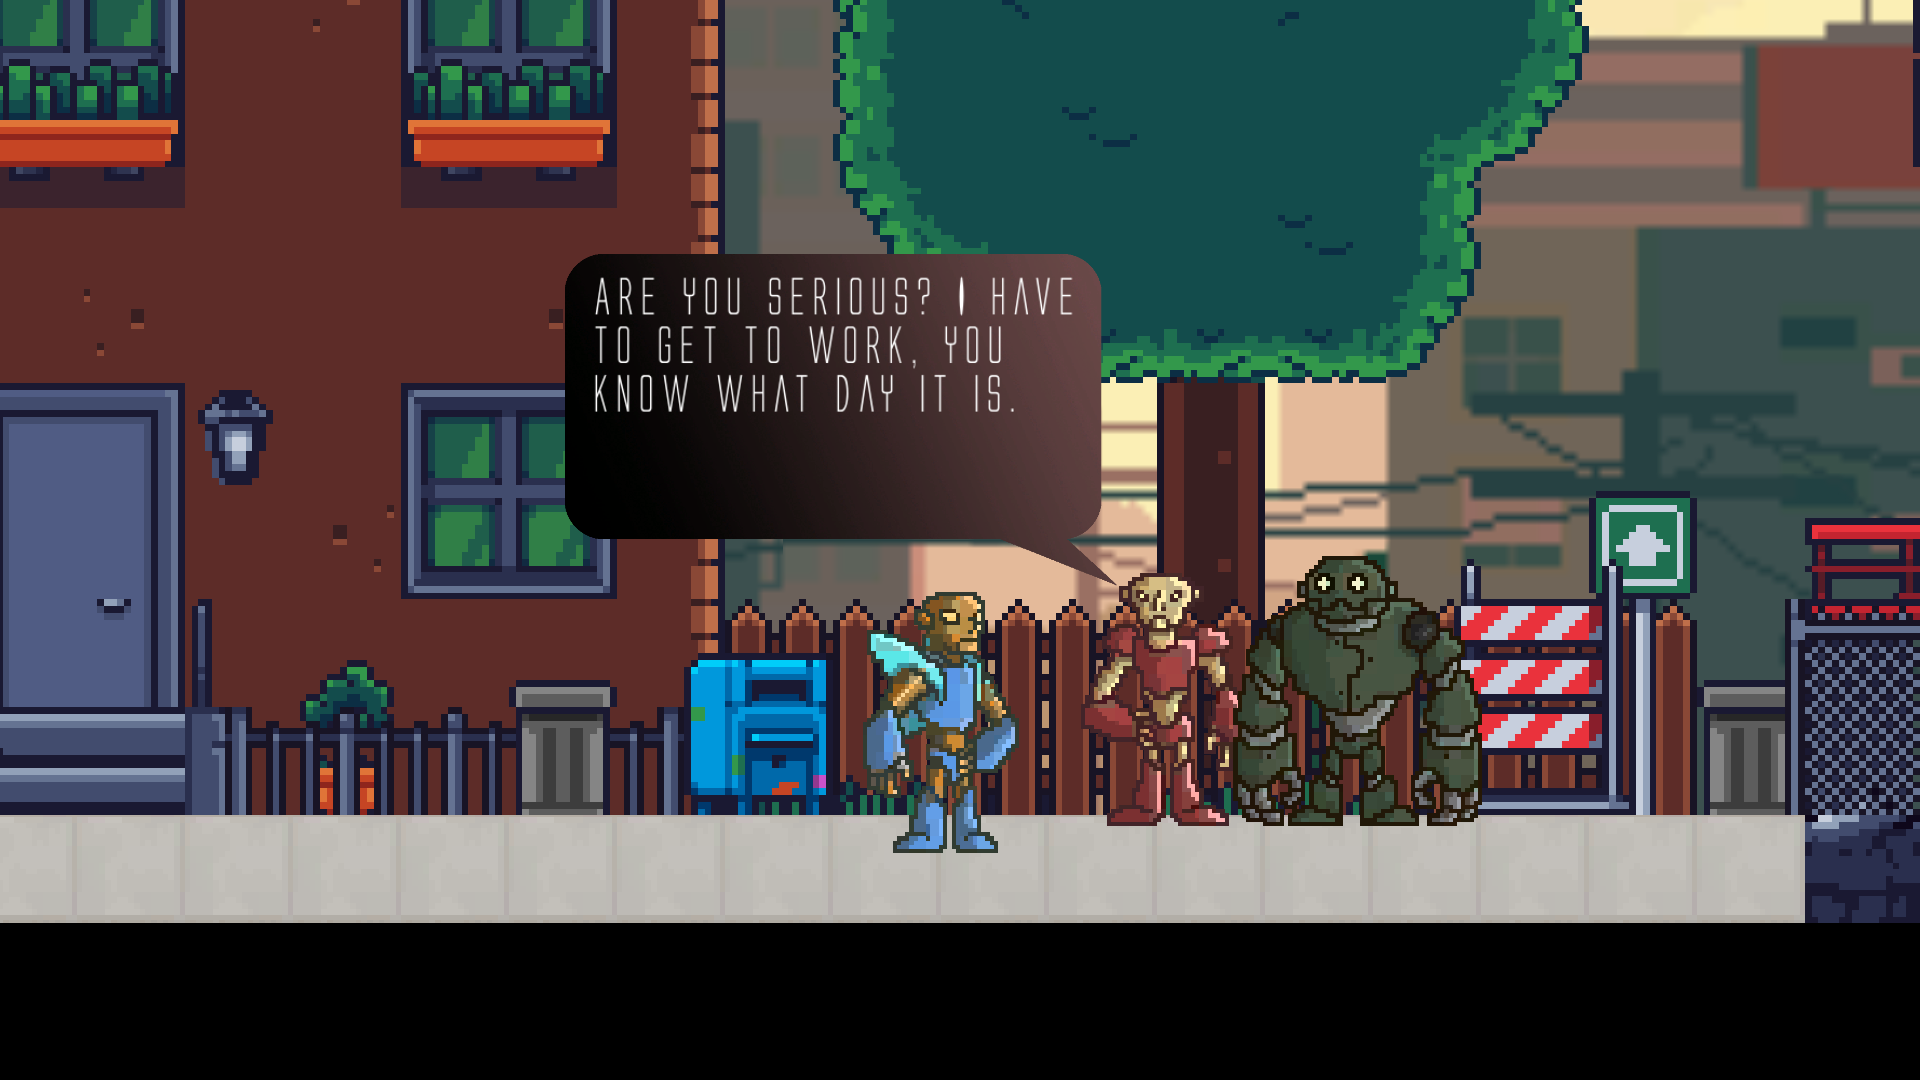 ARE YOU SERIOUS? I HAVE
TO GET TO WORK, YOU
KNOW WHAT DAY IT IS.